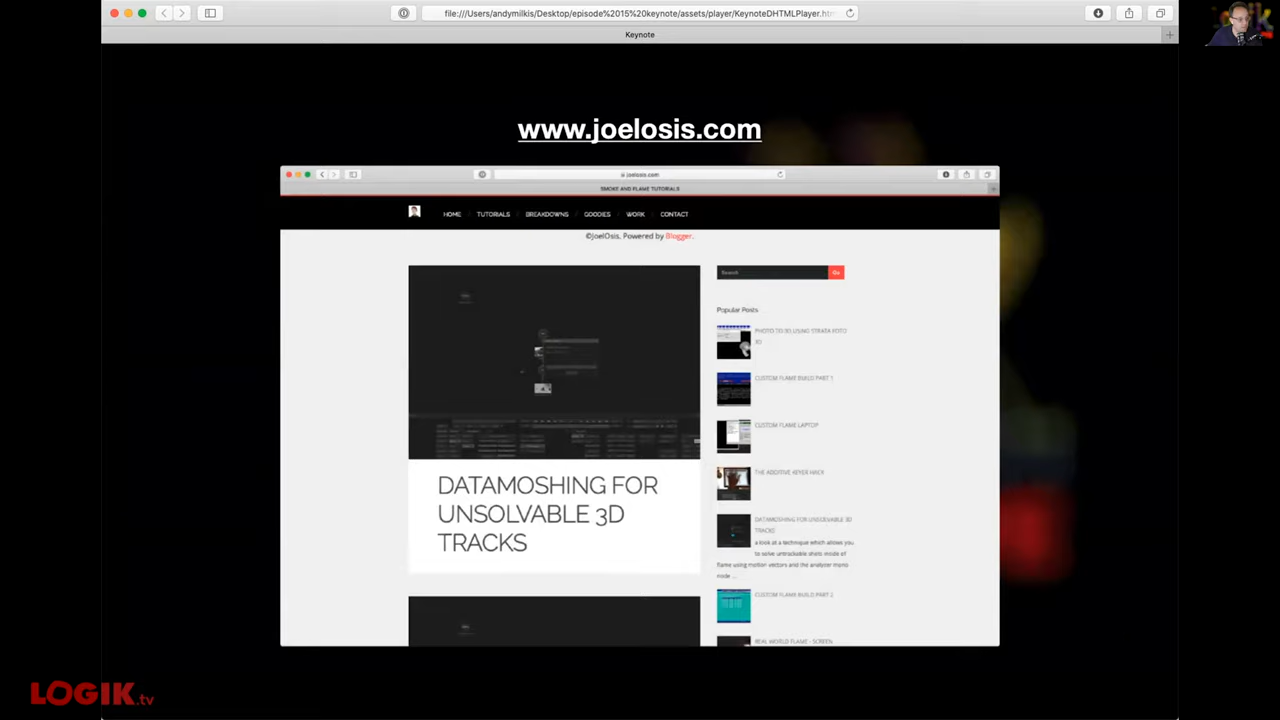 file:///Users/andymilkis/Desktop/episode%2015%20keynote/assets/player/KeynoteDHTMLPlayer.htm
Keynote
www.joelosis.com
joelosis.com
SMOKE AND FLAME TUTORIALS
HOME
TUTORIALS
BREAKDOWNS
GOODIES
WORK
CONTACT
©JoelOsis, Powered by Blogger.
Search
Go
Popular Posts
PHOTO TO 3D USING STRATA FOTO
3D
CUSTOM FLAME BUILD PART 1
CUSTOM FLAME LAPTOP
THE ADDITIVE KEYER HACK
DATAMOSHING FOR UNSOLVABLE 3D
TRACKS
a look at a technique which allows you
to solve untrackable shots inside of
flame using motion vectors and the analyzer mono
node ...
CUSTOM FLAME BUILD PART 2
REAL WORLD FLAME - SCREEN
DATAMOSHING FOR
UNSOLVABLE 3D
TRACKS
LOGIK.tv